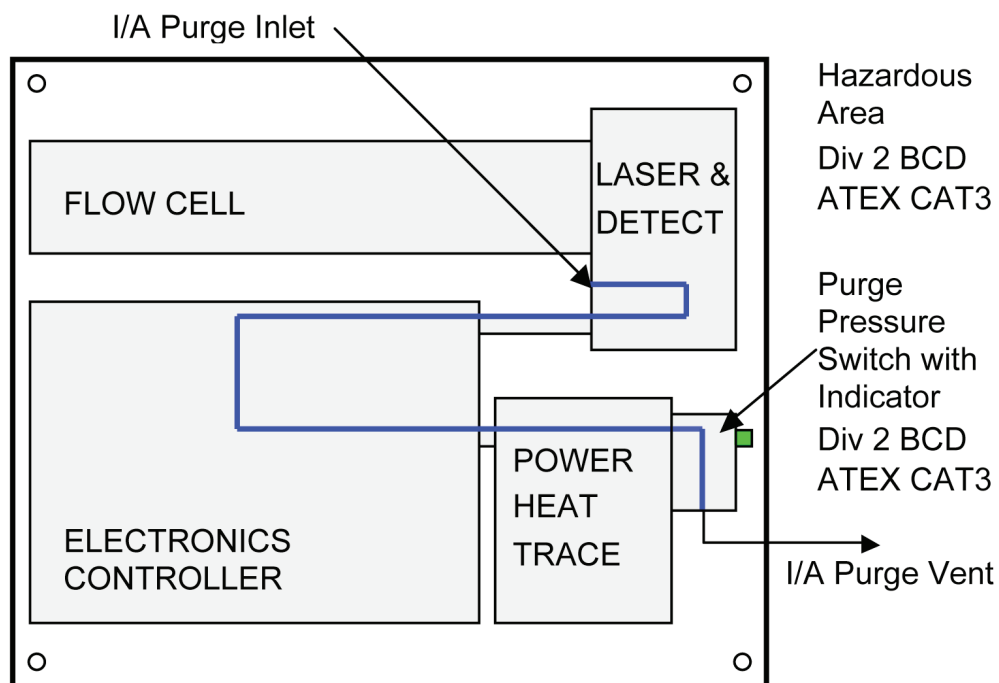 I/A Purge Inlet
Hazardous
Area
Div 2 BCD
ATEX CAT3
FLOW CELL
LASER &
DETECT
Purge
Pressure
Switch with
Indicator
Div 2 BCD
ATEX CAT3
POWER
HEAT
TRACE
ELECTRONICS
CONTROLLER
I/A Purge Vent